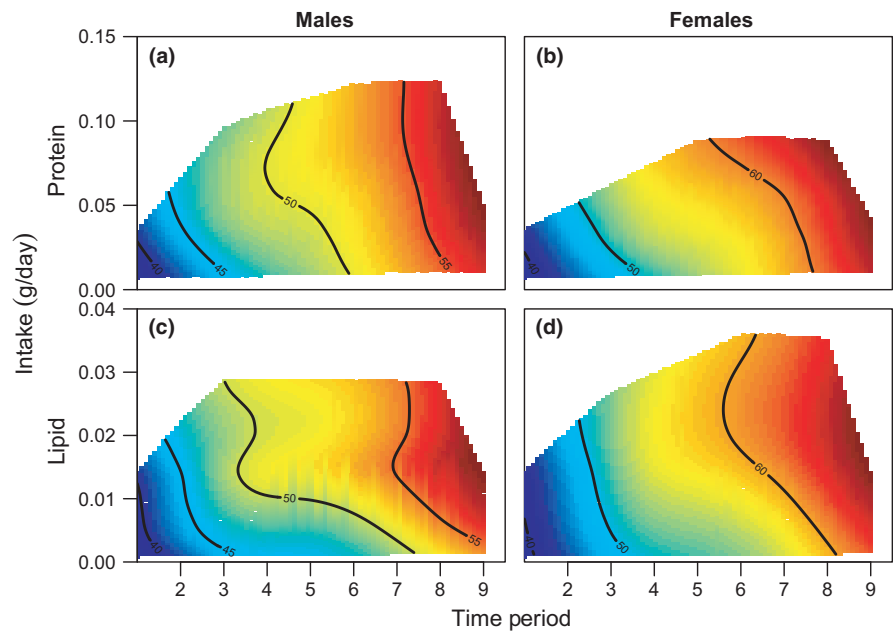 Males Females
0.15 (a) (b)
0.10
Protein
0.05
0.00
40 45 50 55
40 50 60
Intake (g/day)
0.04 (c) (d)
0.03
Lipid
0.02
0.01
0.00
40 45 50 55
40 50 60
2 3 4 5 6 7 8 9 2 3 4 5 6 7 8 9
Time period